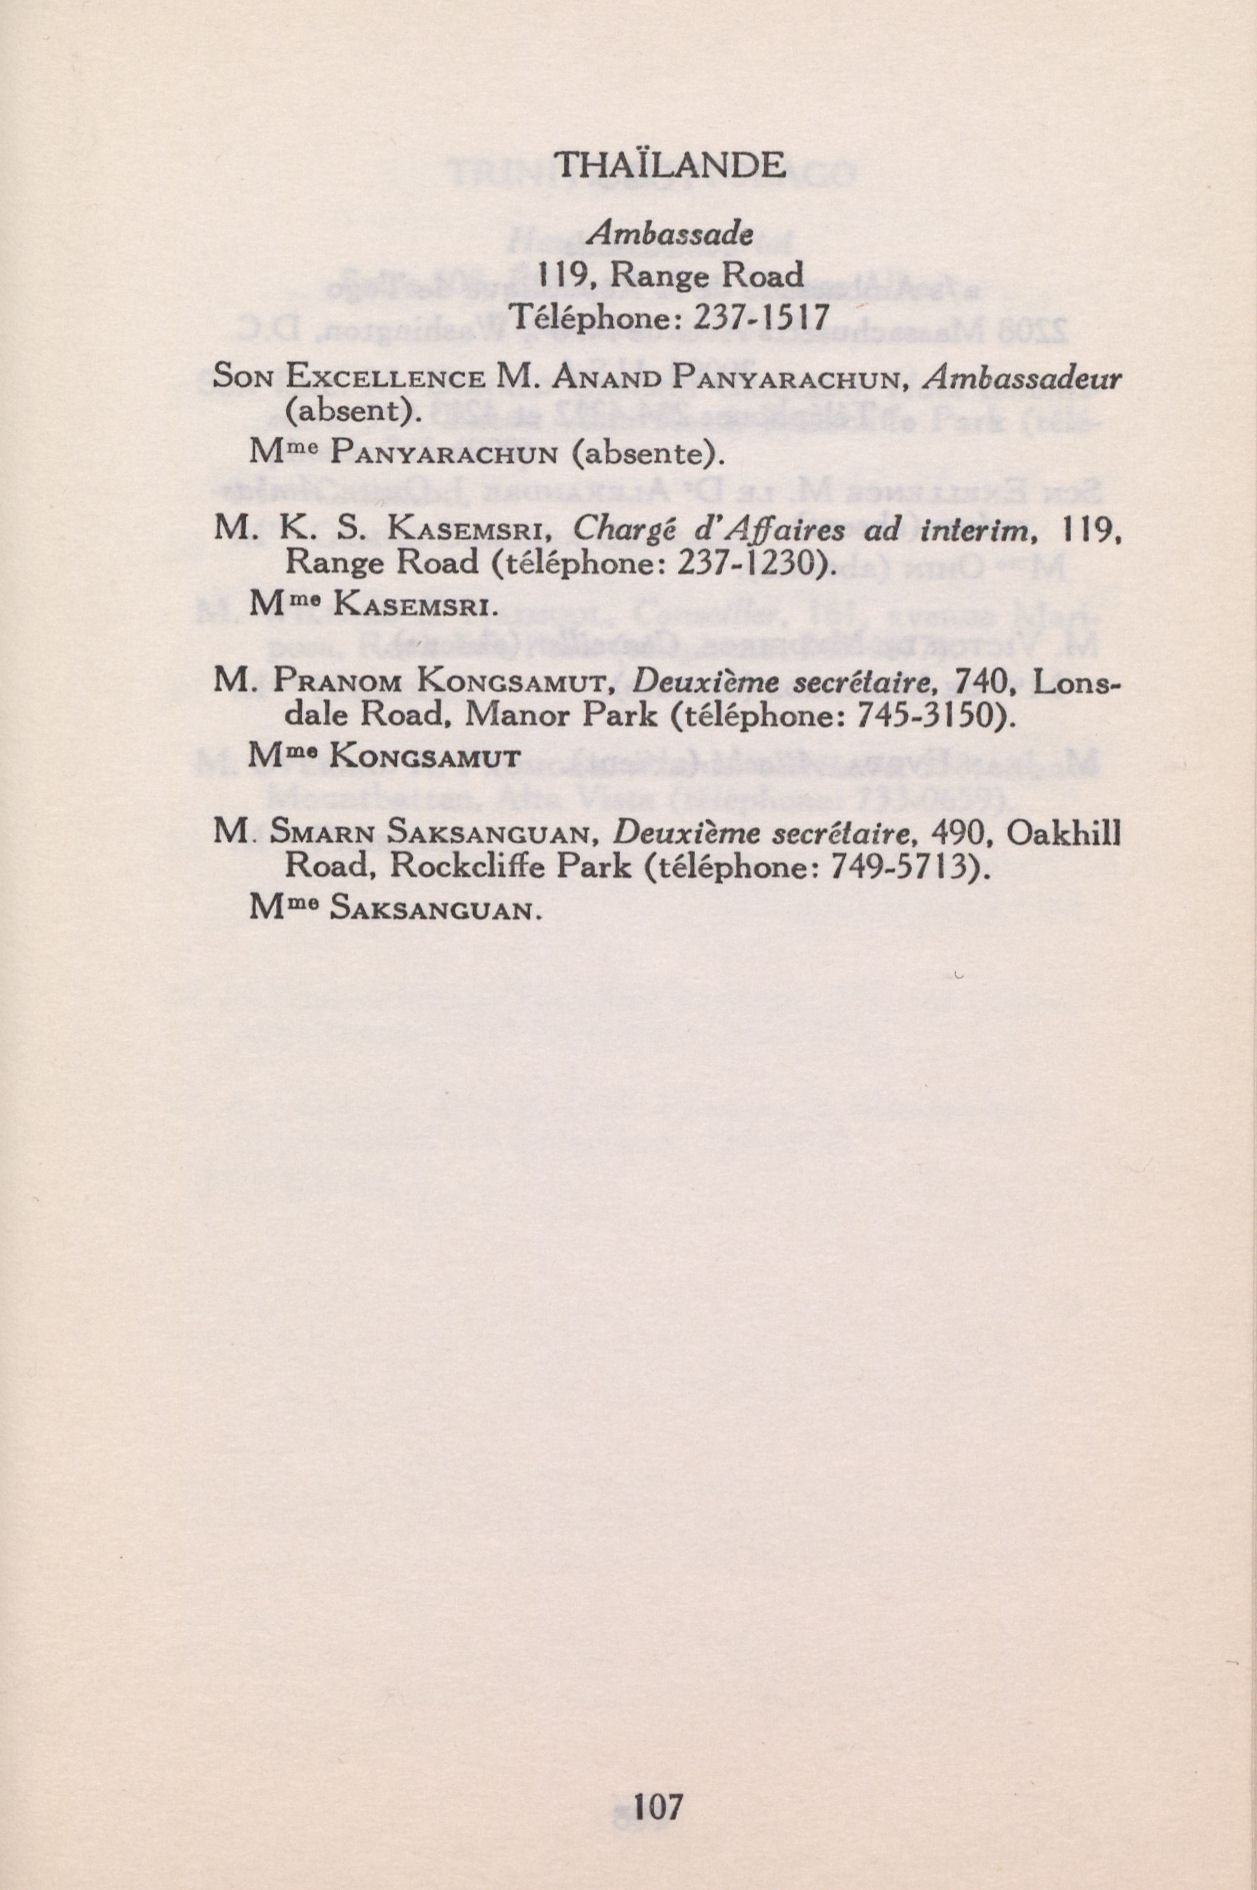 THAÏLANDE
Ambassade
119, Range Road
Téléphone: 237-1517
SON EXCELLENCE M. ANAND PANYARACHUN, Ambassadeur
(absent).
Mme PANYARACHUN (absente).
M. K. S. KASEMSRI, Chargé d'Affaires ad interim, 119,
Range Road (téléphone: 237-1230).
Mme KASEMSRI.
M. PRANOM KONGSAMUT, Deuxième secrétaire, 740, Lons-
dale Road, Manor Park (téléphone: 745-3150).
Mme KONGSAMUT
M. SMARN SAKSANGUAN, Deuxième secrétaire, 490, Oakhill
Road, Rockcliffe Park (téléphone: 749-5713).
Mme SAKSANGUAN.
107